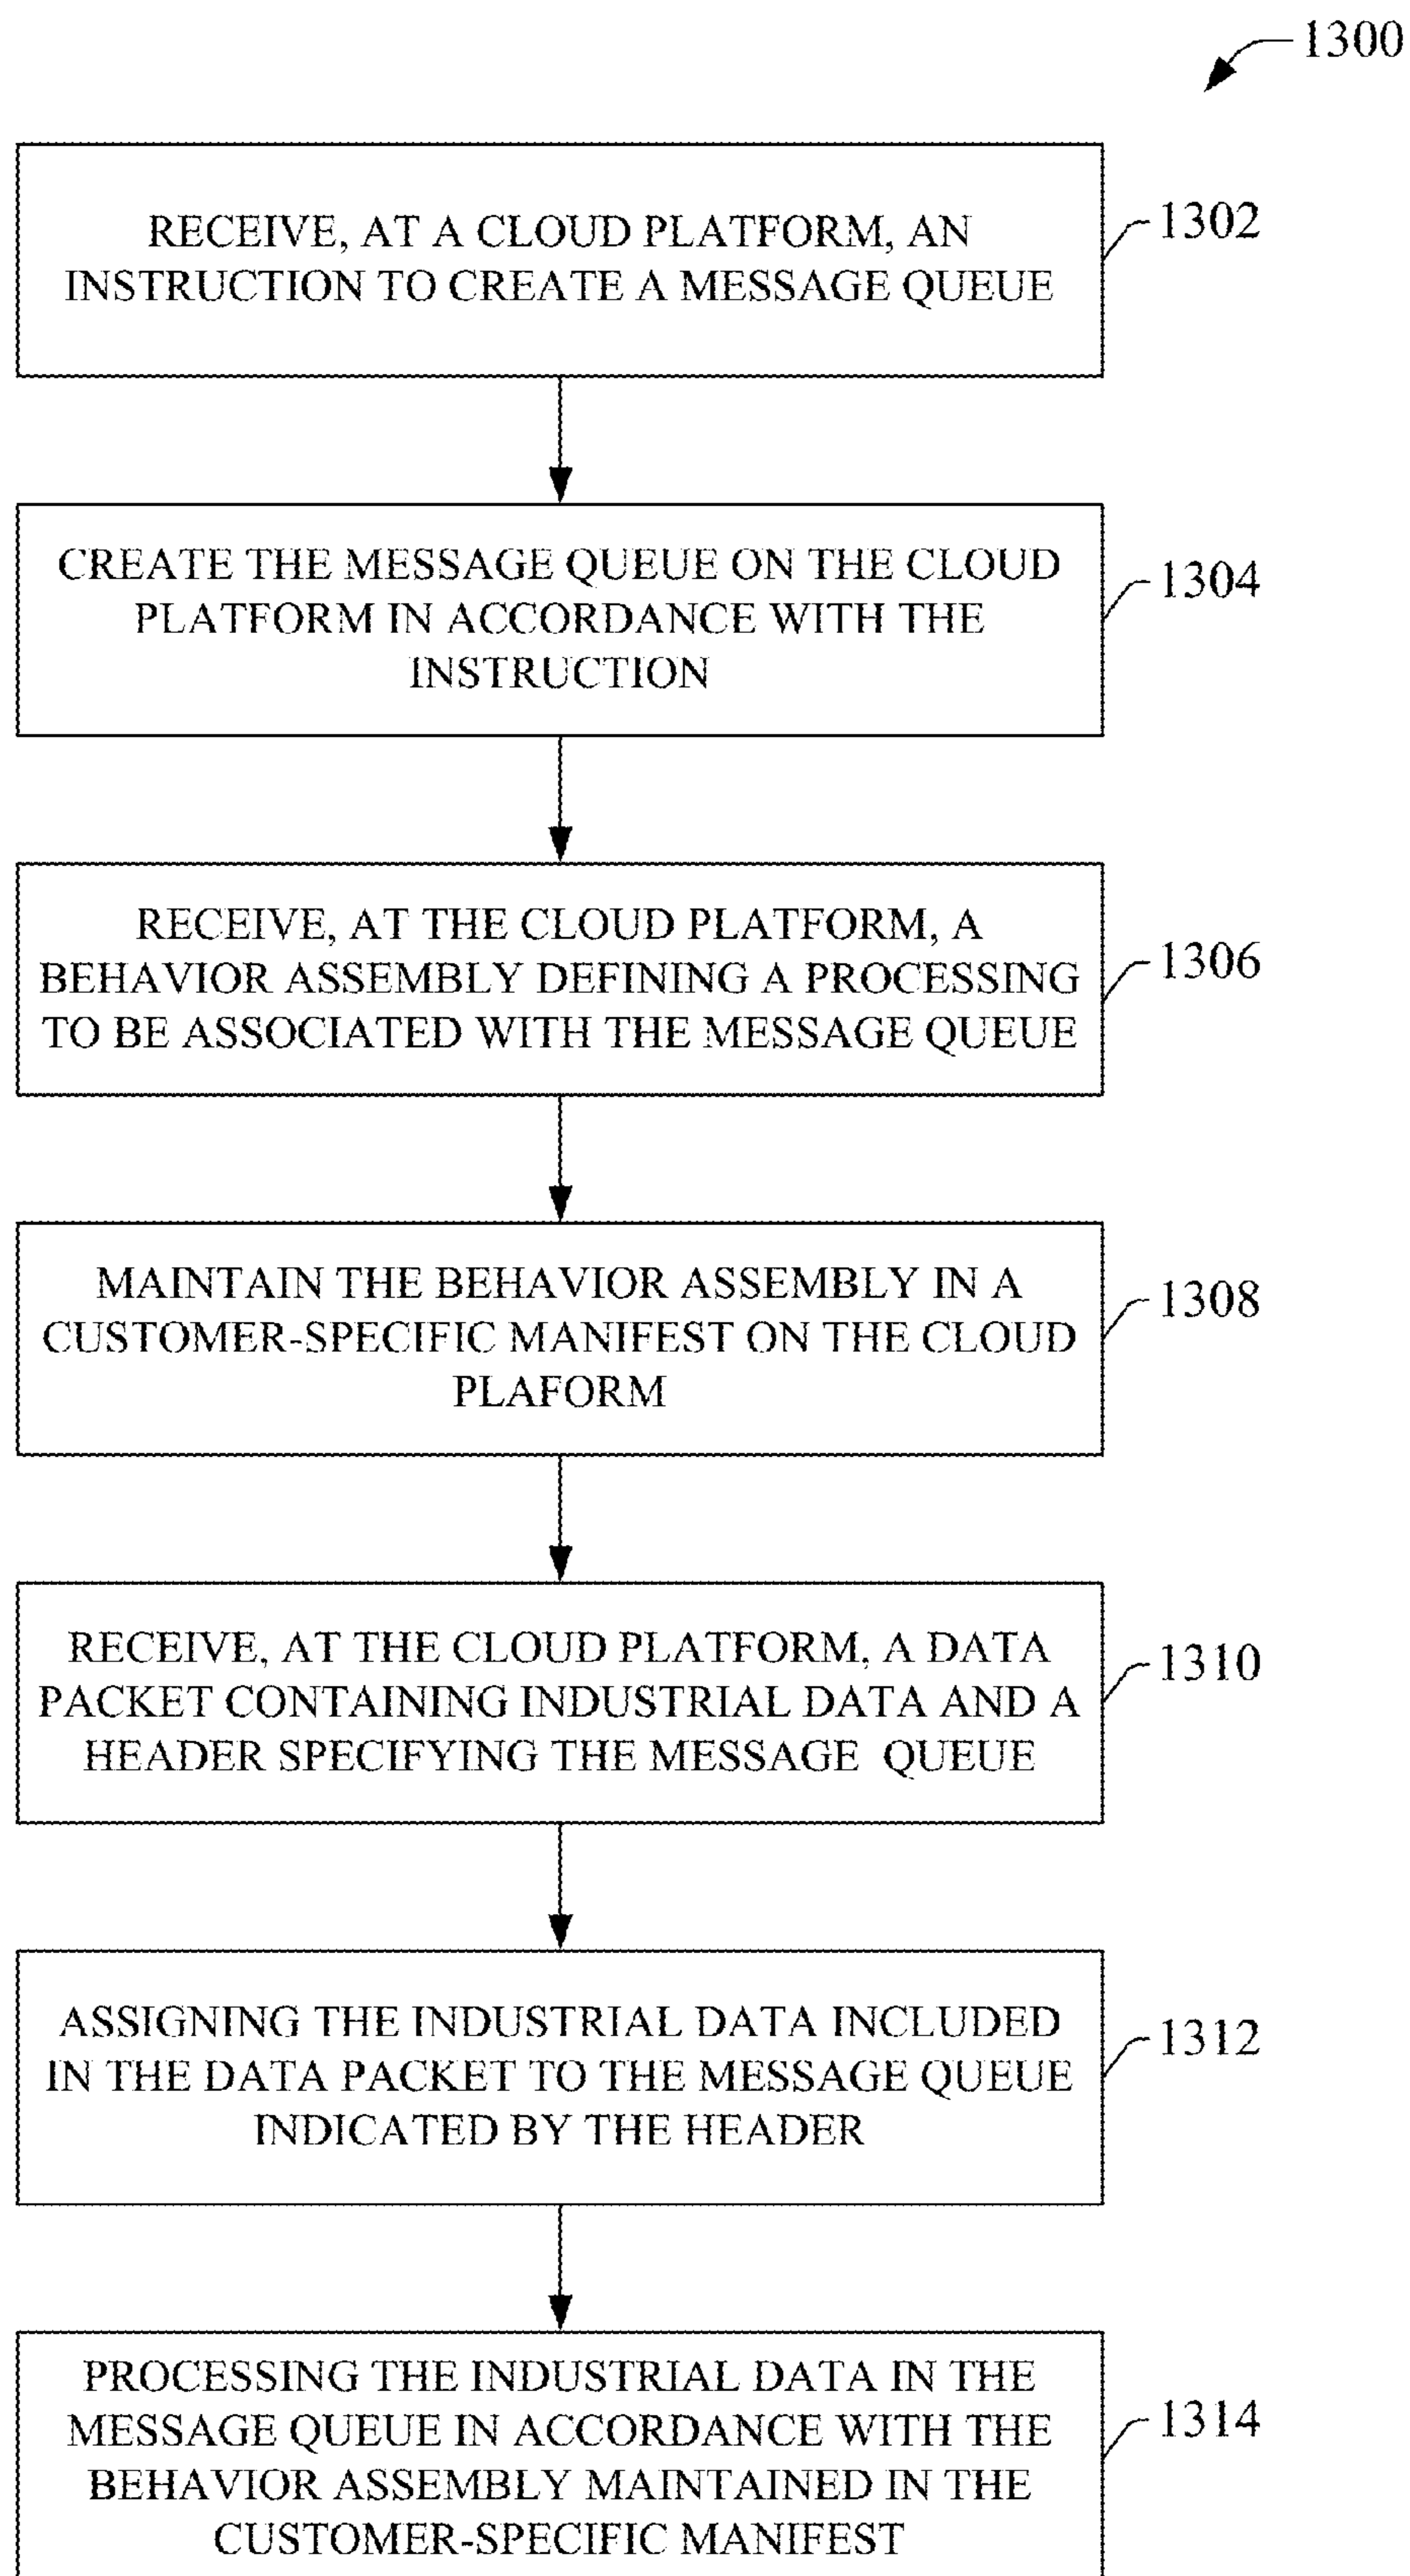 1300
RECEIVE, AT A CLOUD PLATFORM, AN
INSTRUCTION TO CREATE A MESSAGE QUEUE
1302
CREATE THE MESSAGE QUEUE ON THE CLOUD
PLATFORM IN ACCORDANCE WITH THE
INSTRUCTION
1304
RECEIVE, AT THE CLOUD PLATFORM, A
BEHAVIOR ASSEMBLY DEFINING A PROCESSING
TO BE ASSOCIATED WITH THE MESSAGE QUEUE
1306
MAINTAIN THE BEHAVIOR ASSEMBLY IN A
CUSTOMER-SPECIFIC MANIFEST ON THE CLOUD
PLAFORM
1308
RECEIVE, AT THE CLOUD PLATFORM, A DATA
PACKET CONTAINING INDUSTRIAL DATA AND A
HEADER SPECIFYING THE MESSAGE QUEUE
1310
ASSIGNING THE INDUSTRIAL DATA INCLUDED
IN THE DATA PACKET TO THE MESSAGE QUEUE
INDICATED BY THE HEADER
1312
PROCESSING THE INDUSTRIAL DATA IN THE
MESSAGE QUEUE IN ACCORDANCE WITH THE
BEHAVIOR ASSEMBLY MAINTAINED IN THE
CUSTOMER-SPECIFIC MANIFEST
1314